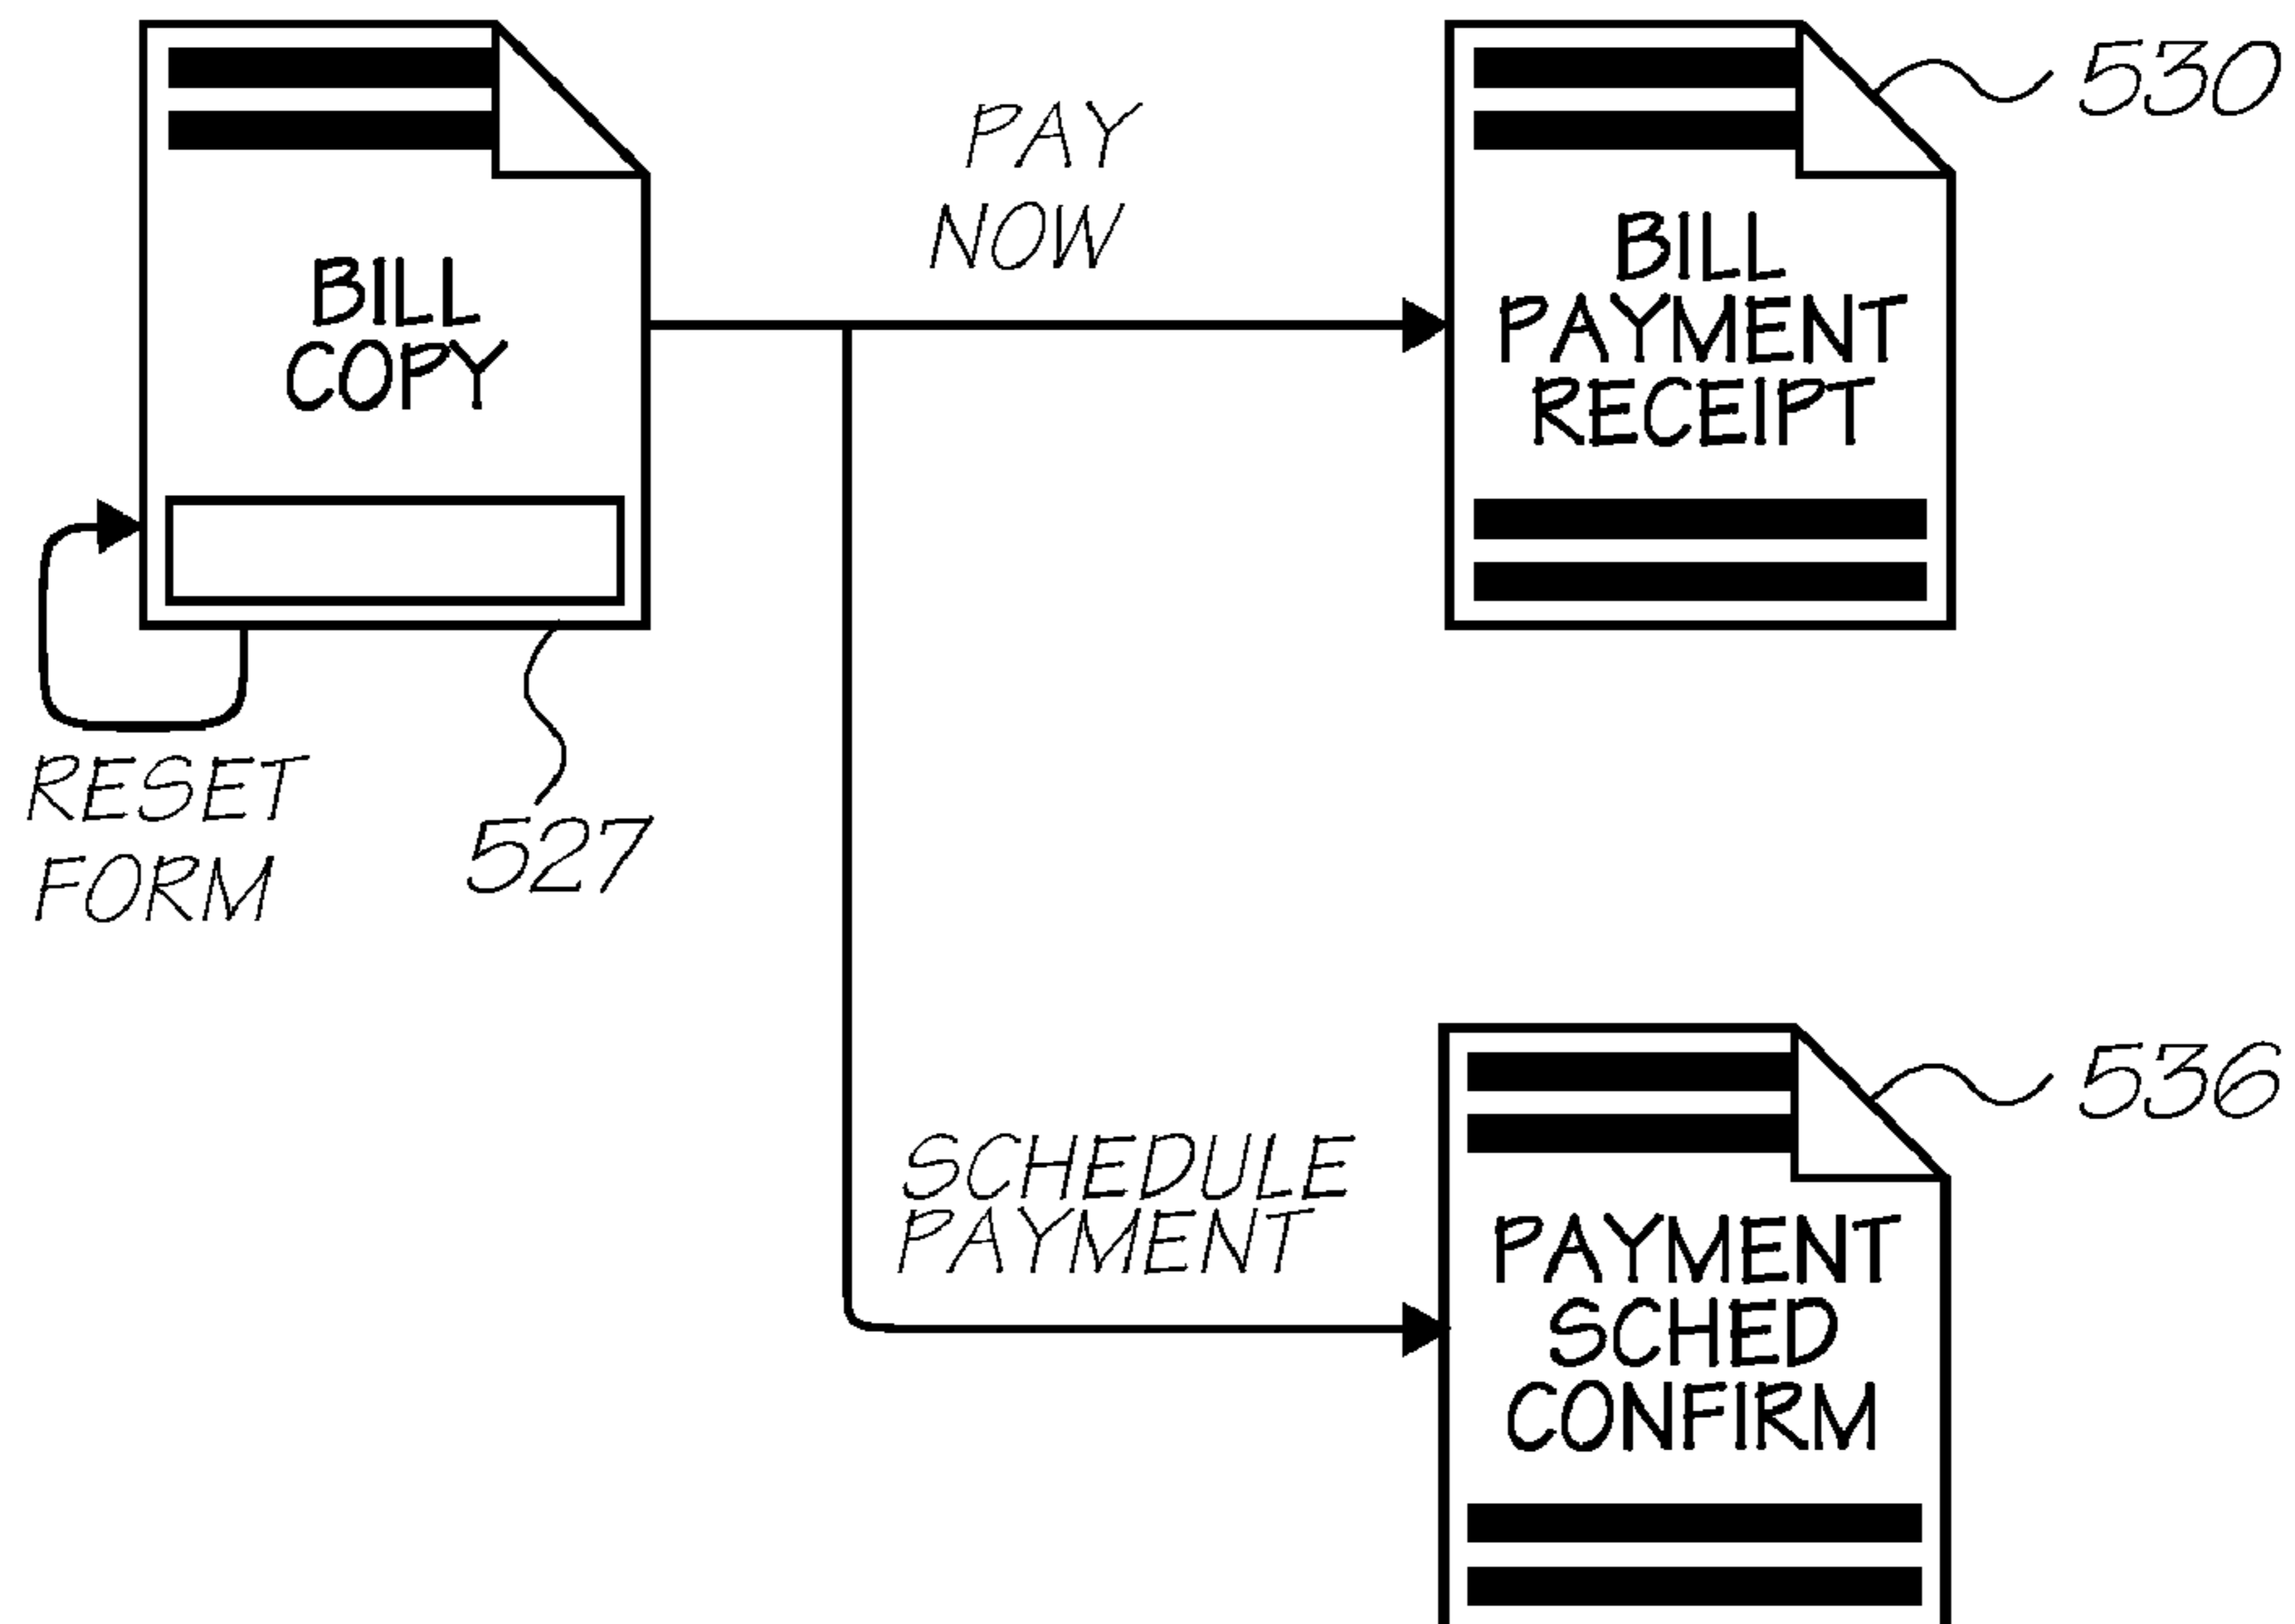 BILL
COPY
RESET
FORM
527
PAY
NOW
BILL
PAYMENT
RECEIPT
530
SCHEDULE
PAYMENT
PAYMENT
SCHED
CONFIRM
536